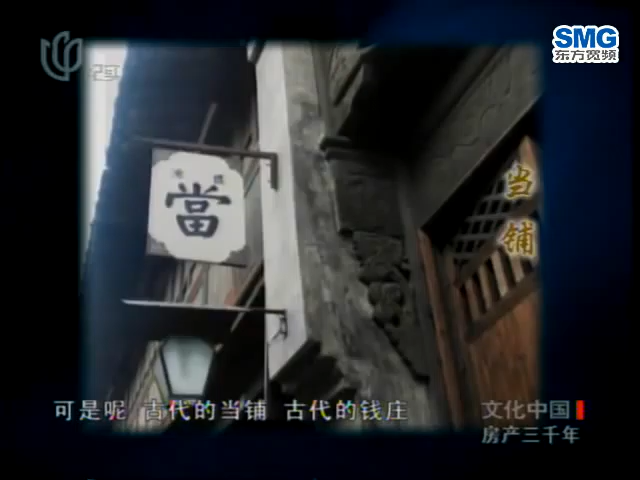 SMG
东方宽频
當
当铺
可是呢 古代的当铺 古代的钱庄
文化中国
房产三千年